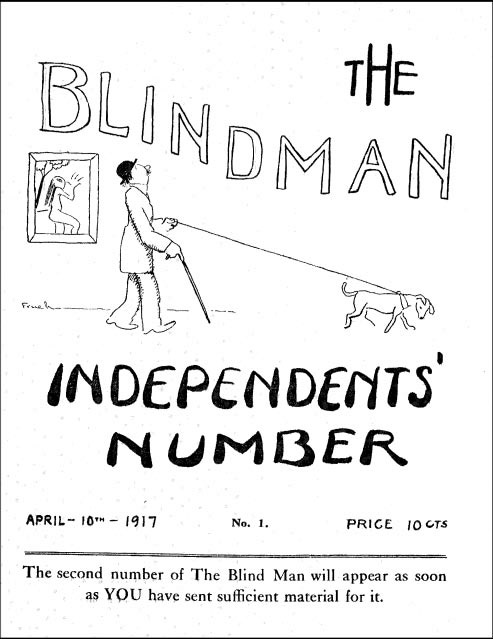 THE
BLINDMAN
Frueh
INDEPENDENTS'
NUMBER
APRIL - 10TH - 1917 No. 1. PRICE 10 CTS
The second number of The Blind Man will appear as soon
as YOU have sent sufficient material for it.